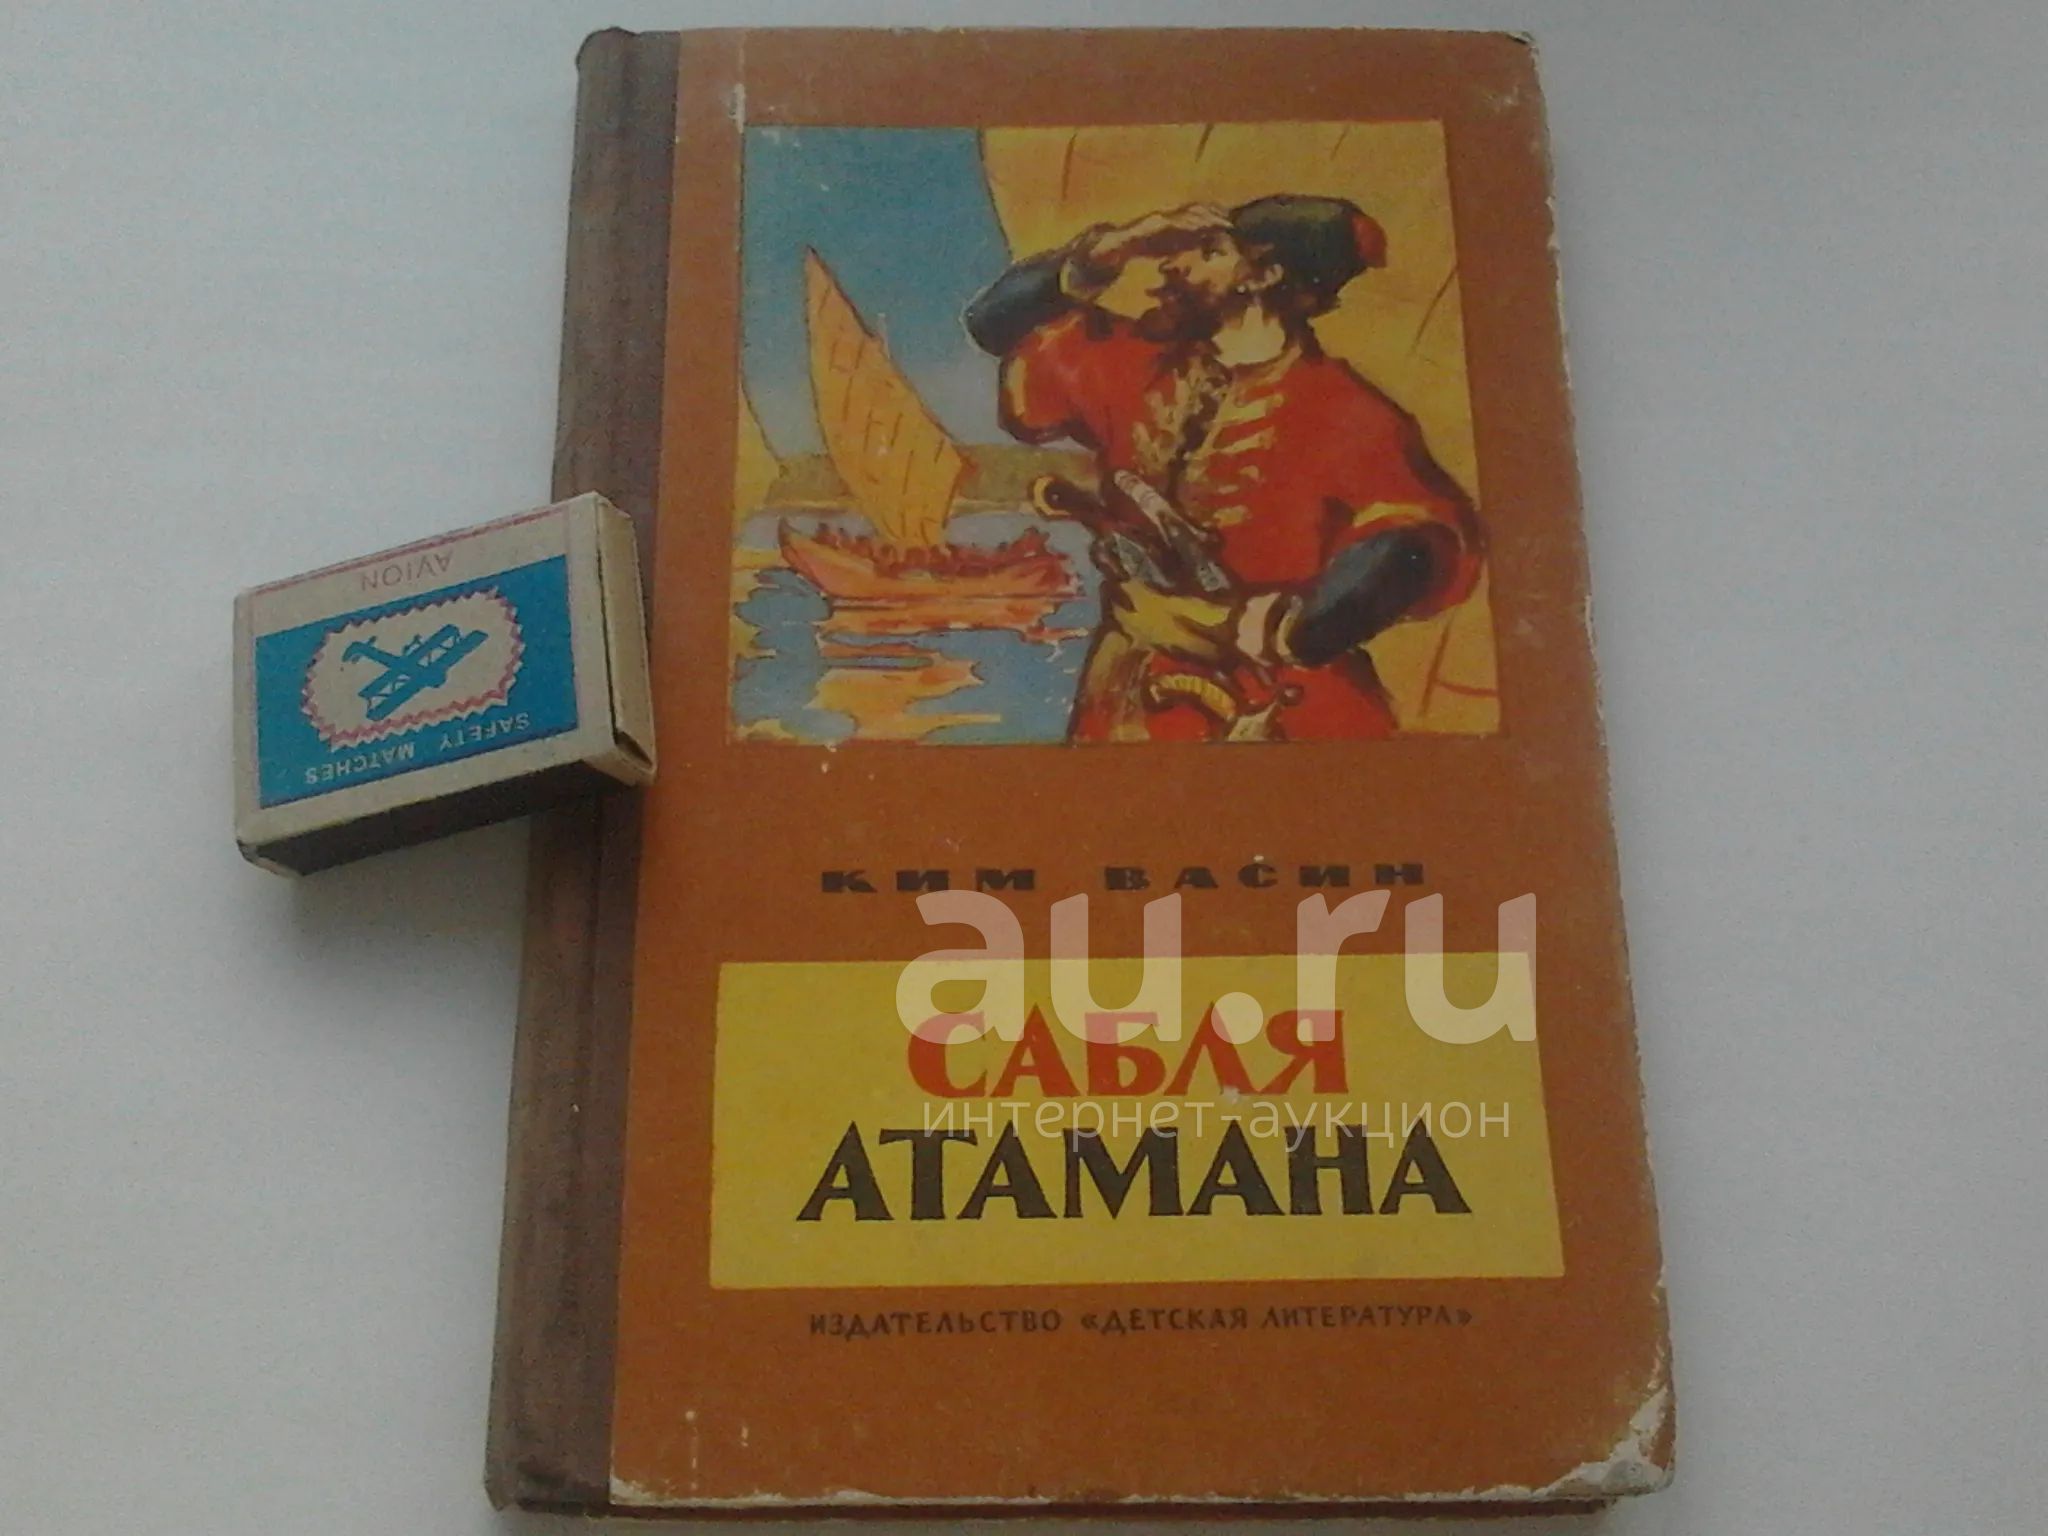 AVION
SAFETY MATCHES
КИМ ВАСИН
au.ru
САБЛЯ
интернет-аукцион
АТАМАНА
ИЗДАТЕЛЬСТВО «ДЕТСКАЯ ЛИТЕРАТУРА»